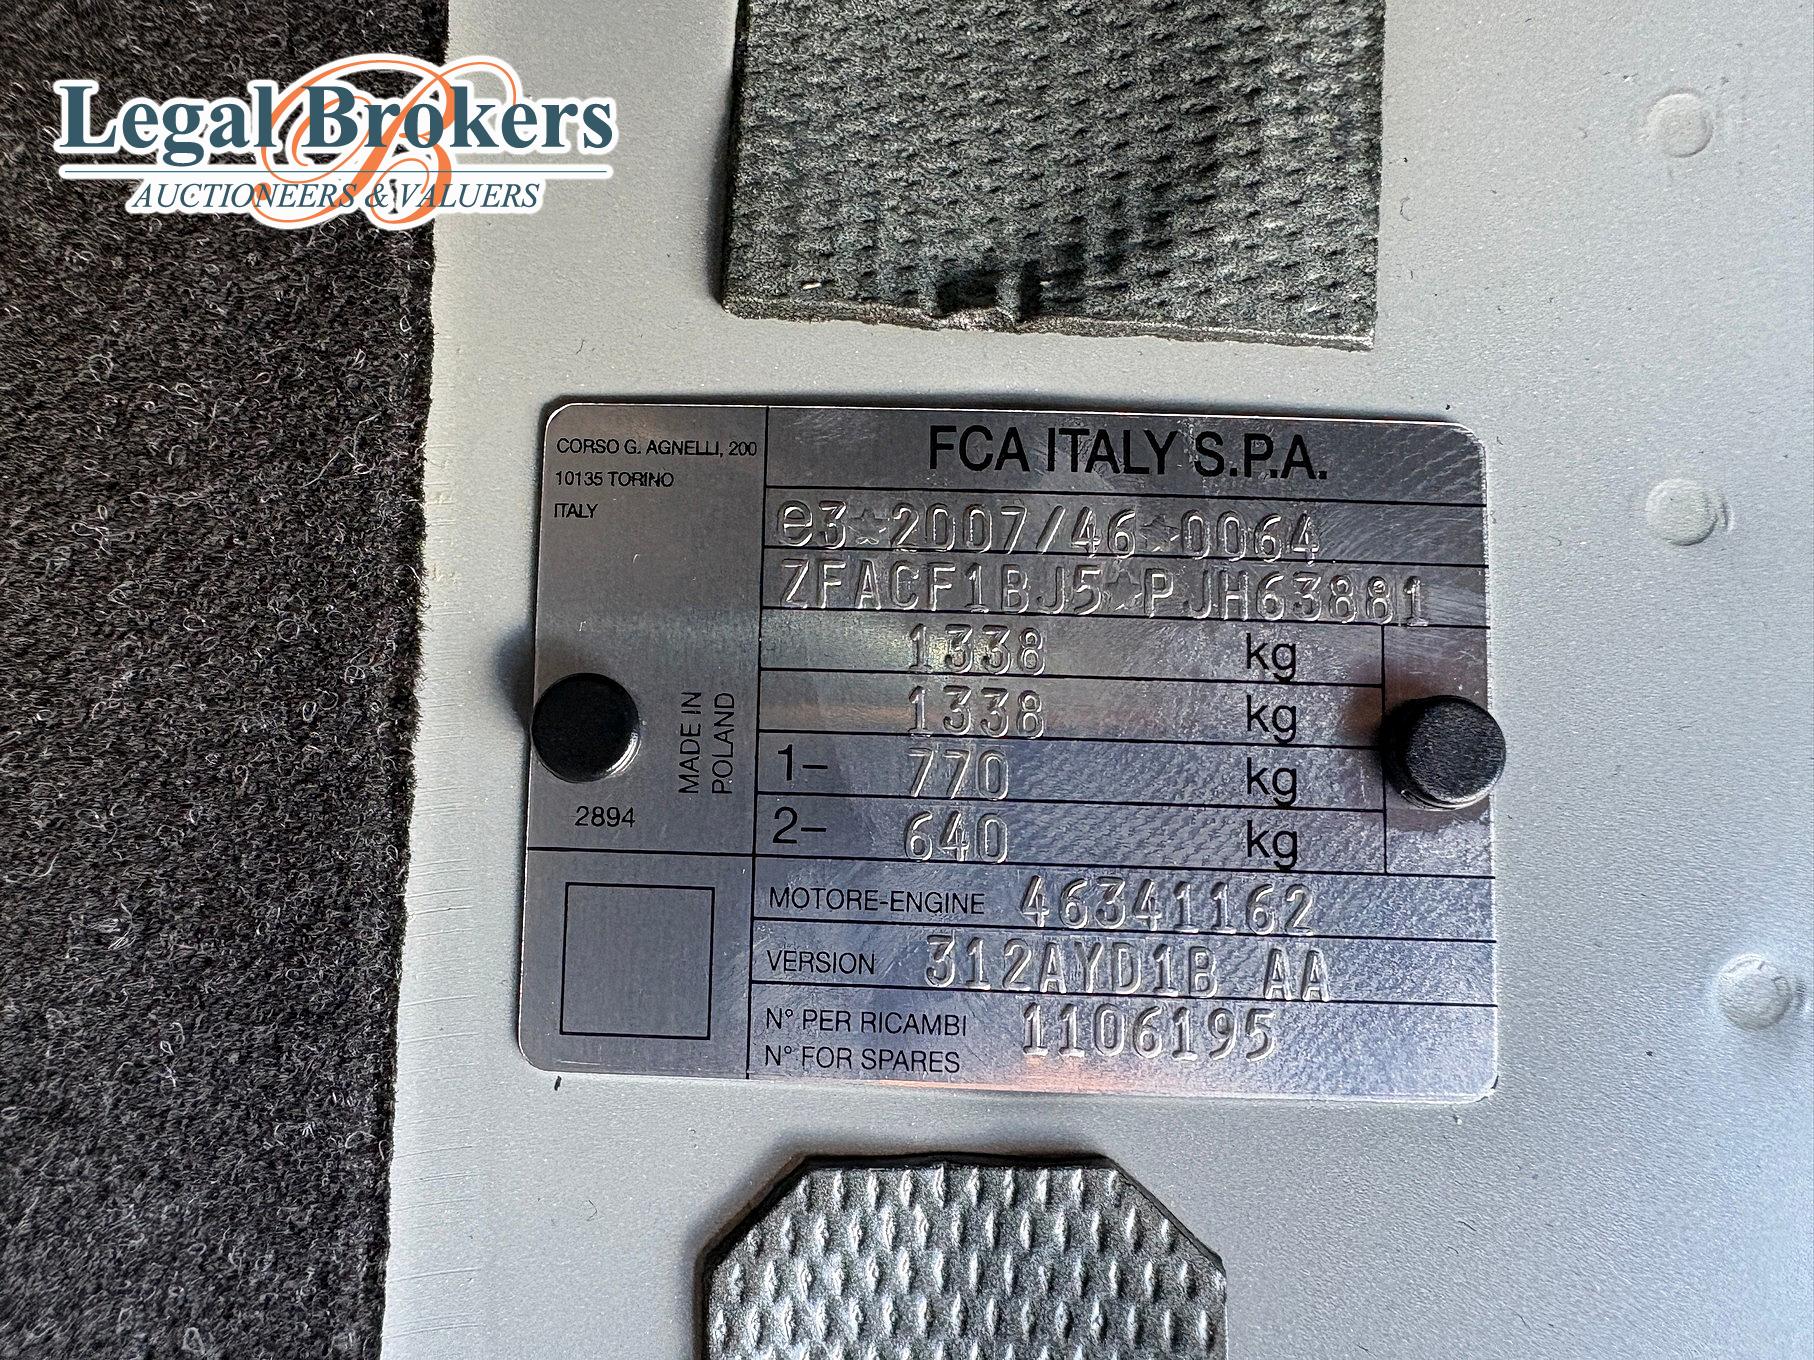 Legal Brokers
AUCTIONEERS & VALUERS
CORSO G. AGNELLI, 200
10135 TORINO
ITALY
MADE IN
POLAND
2894
FCA ITALY S.P.A.
e3*2007/46*0064
ZFACF1BJ5*PJH63881
1338 kg
1338 kg
1- 770 kg
2- 640 kg
MOTORE-ENGINE 46341162
VERSION 312AYD1B AA
N° PER RICAMBI 1106195
N° FOR SPARES